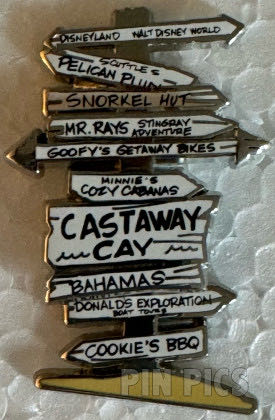 DISNEYLAND WALT DISNEY WORLD
SCUTTLE'S
PELICAN PLUNGE
SNORKEL HUT
MR. RAYS STINGRAY
ADVENTURE
GOOFY'S GETAWAY BIKES
MINNIE'S
COZY CABANAS
CASTAWAY
CAY
BAHAMAS
DONALD'S EXPLORATION
BOAT TOURS
COOKIE'S BBQ
PIN PICS